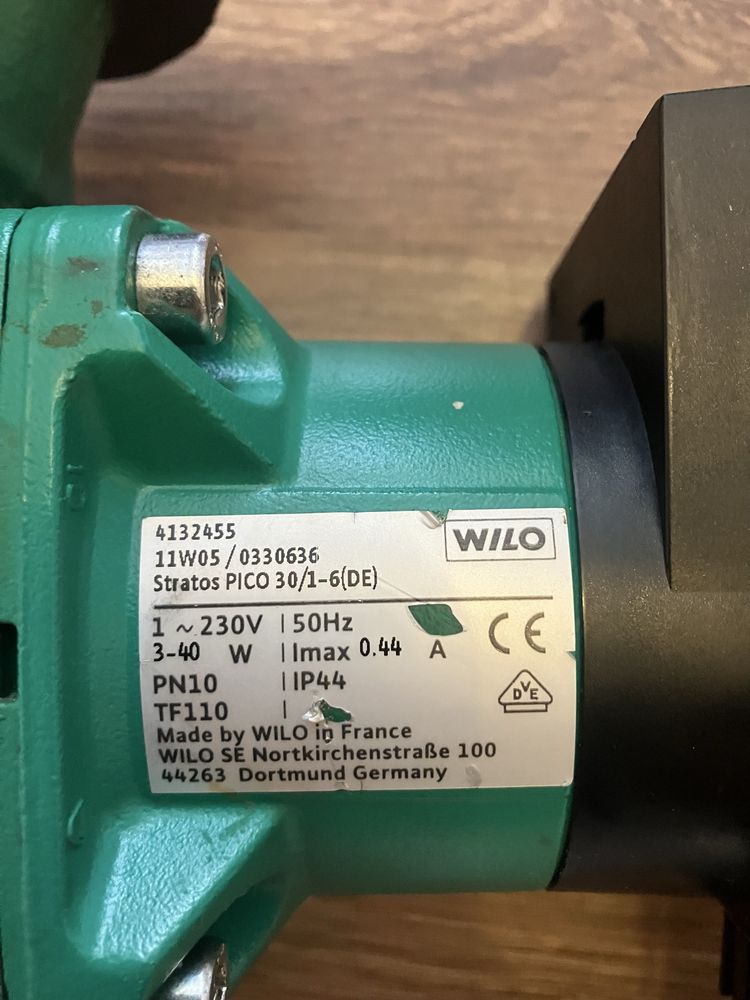 4132455
WILO
11W05/0330636
Stratos PICO 30/1-6(DE)
1 ~ 230V | 50Hz
CE
3-40 W | Imax 0.44 A
PN10 | IP44
DVE
TF110 |
Made by WILO in France
WILO SE Nortkirchenstraße 100
44263 Dortmund Germany